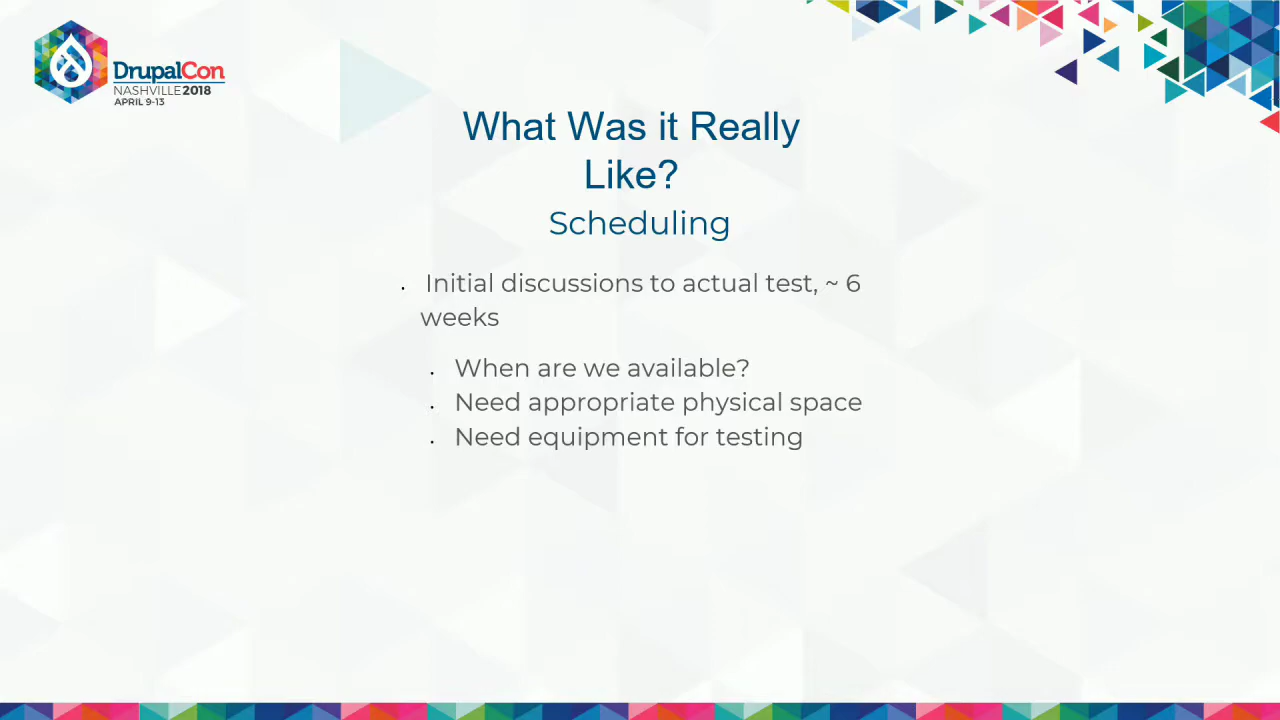 DrupalCon
NASHVILLE 2018
APRIL 9-13
What Was it Really
Like?
Scheduling
• Initial discussions to actual test, ~ 6
weeks
• When are we available?
• Need appropriate physical space
• Need equipment for testing